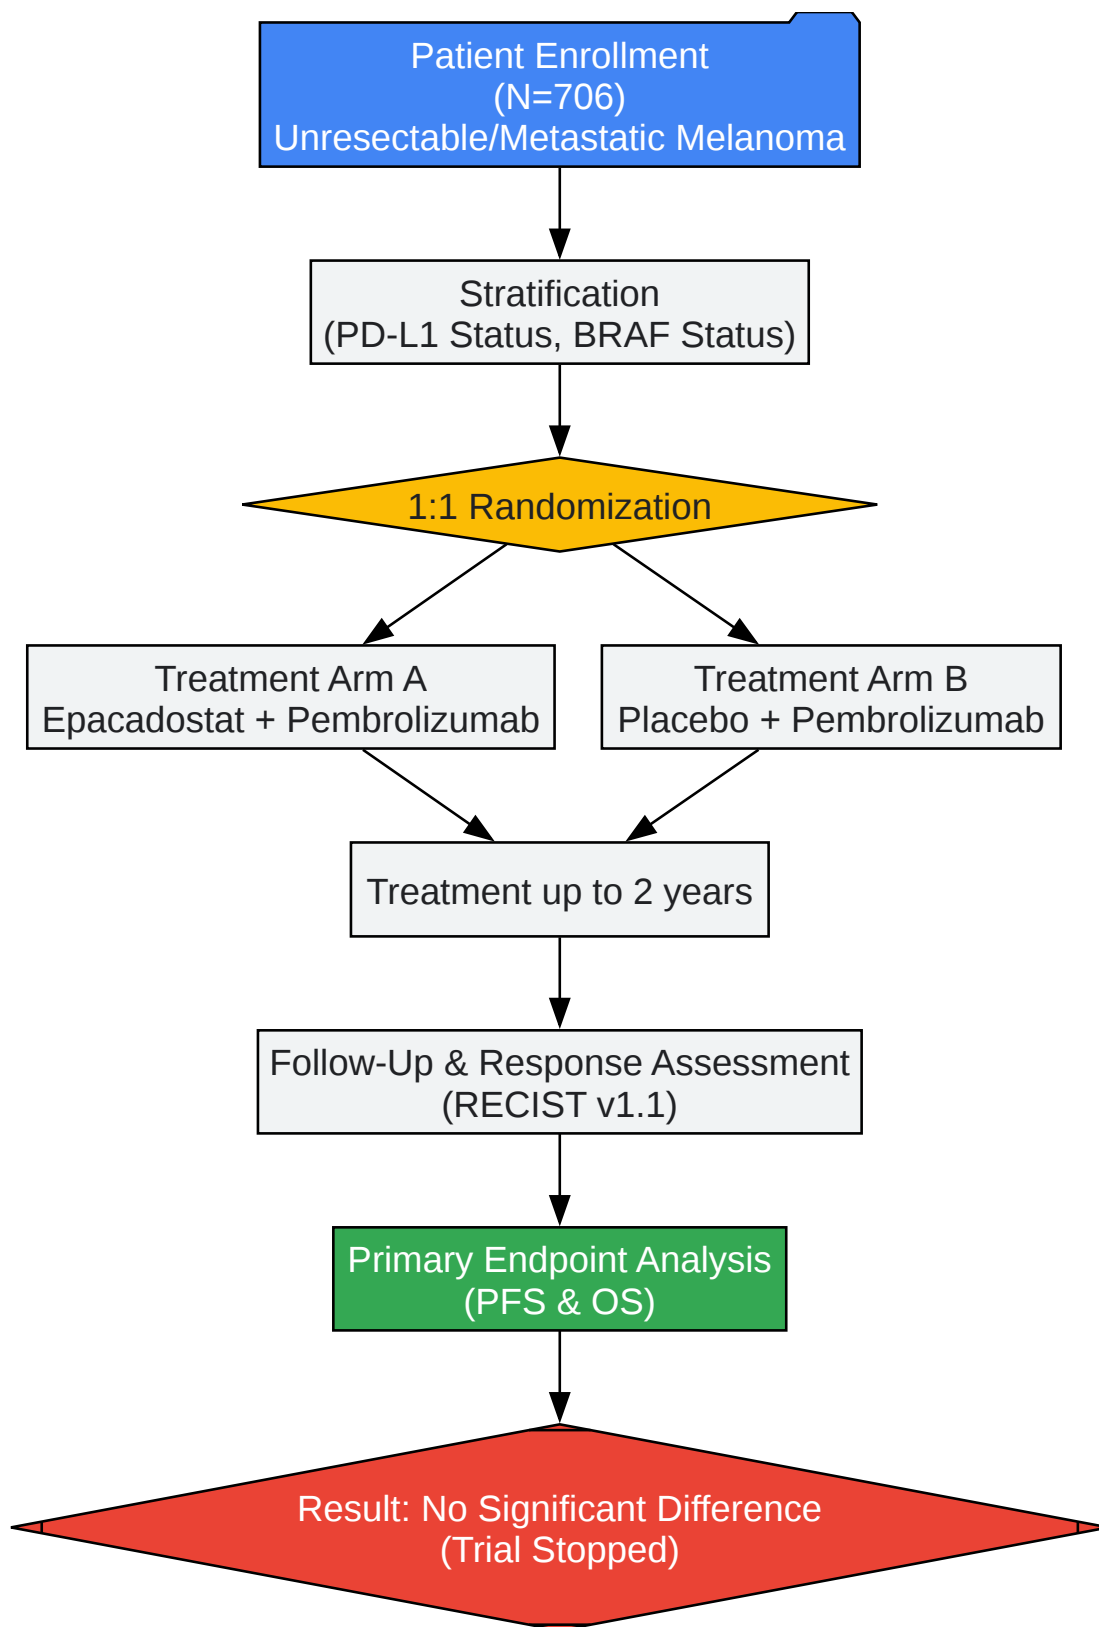 Patient Enrollment
(N=706)
Unresectable/Metastatic Melanoma
Stratification
(PD-L1 Status, BRAF Status)
1:1 Randomization
Treatment Arm A
Epacadostat + Pembrolizumab
Treatment Arm B
Placebo + Pembrolizumab
Treatment up to 2 years
Follow-Up & Response Assessment
(RECIST v1.1)
Primary Endpoint Analysis
(PFS & OS)
Result: No Significant Difference
(Trial Stopped)